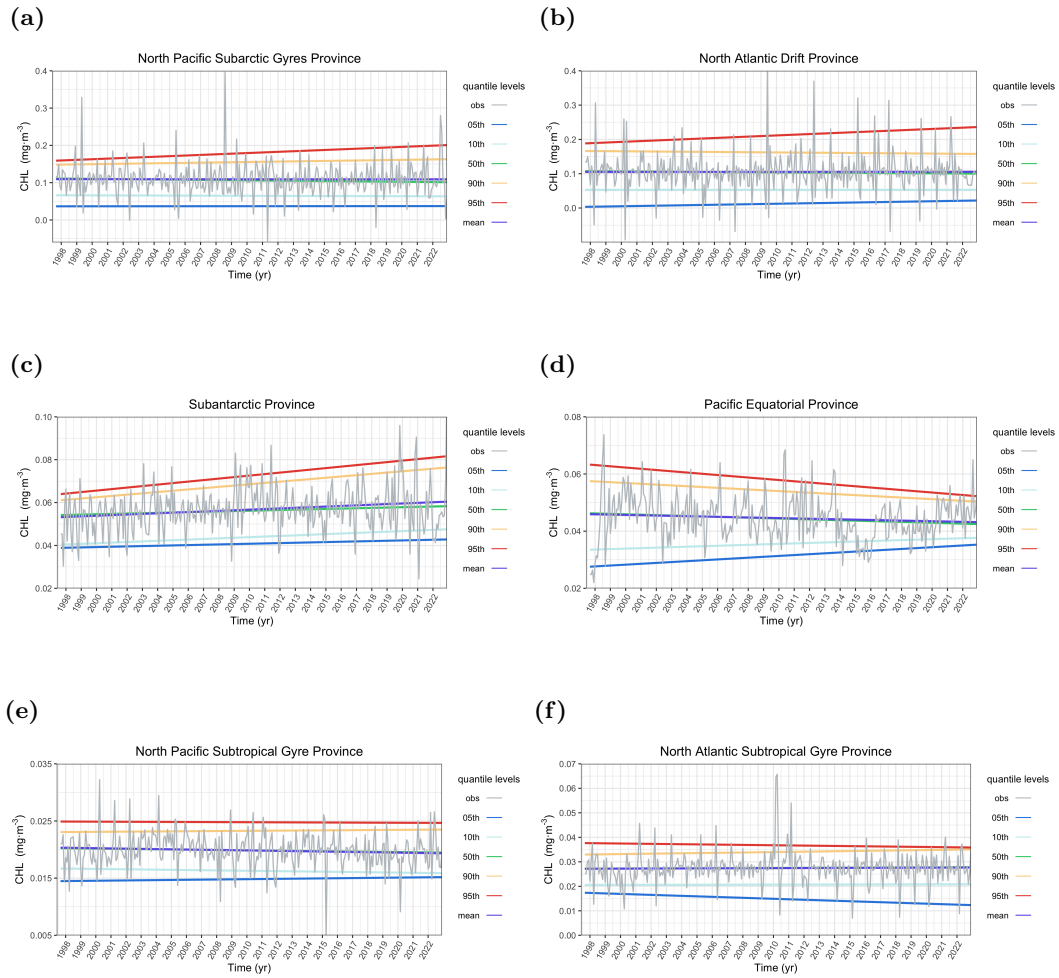 (a)
North Pacific Subarctic Gyres Province
CHL (mg·m-3)
0.4
0.3
0.2
0.1
0.0
1998 1999 2000 2001 2002 2003 2004 2005 2006 2007 2008 2009 2010 2011 2012 2013 2014 2015 2016 2017 2018 2019 2020 2021 2022
Time (yr)
quantile levels
obs
05th
10th
50th
90th
95th
mean
(b)
North Atlantic Drift Province
CHL (mg·m-3)
0.4
0.3
0.2
0.1
0.0
1998 1999 2000 2001 2002 2003 2004 2005 2006 2007 2008 2009 2010 2011 2012 2013 2014 2015 2016 2017 2018 2019 2020 2021 2022
Time (yr)
quantile levels
obs
05th
10th
50th
90th
95th
mean
(c)
Subantarctic Province
CHL (mg·m-3)
0.10
0.08
0.06
0.04
0.02
1998 1999 2000 2001 2002 2003 2004 2005 2006 2007 2008 2009 2010 2011 2012 2013 2014 2015 2016 2017 2018 2019 2020 2021 2022
Time (yr)
quantile levels
obs
05th
10th
50th
90th
95th
mean
(d)
Pacific Equatorial Province
CHL (mg·m-3)
0.08
0.06
0.04
0.02
1998 1999 2000 2001 2002 2003 2004 2005 2006 2007 2008 2009 2010 2011 2012 2013 2014 2015 2016 2017 2018 2019 2020 2021 2022
Time (yr)
quantile levels
obs
05th
10th
50th
90th
95th
mean
(e)
North Pacific Subtropical Gyre Province
CHL (mg·m-3)
0.035
0.025
0.015
0.005
1998 1999 2000 2001 2002 2003 2004 2005 2006 2007 2008 2009 2010 2011 2012 2013 2014 2015 2016 2017 2018 2019 2020 2021 2022
Time (yr)
quantile levels
obs
05th
10th
50th
90th
95th
mean
(f)
North Atlantic Subtropical Gyre Province
CHL (mg·m-3)
0.07
0.06
0.05
0.04
0.03
0.02
0.01
0.00
1998 1999 2000 2001 2002 2003 2004 2005 2006 2007 2008 2009 2010 2011 2012 2013 2014 2015 2016 2017 2018 2019 2020 2021 2022
Time (yr)
quantile levels
obs
05th
10th
50th
90th
95th
mean